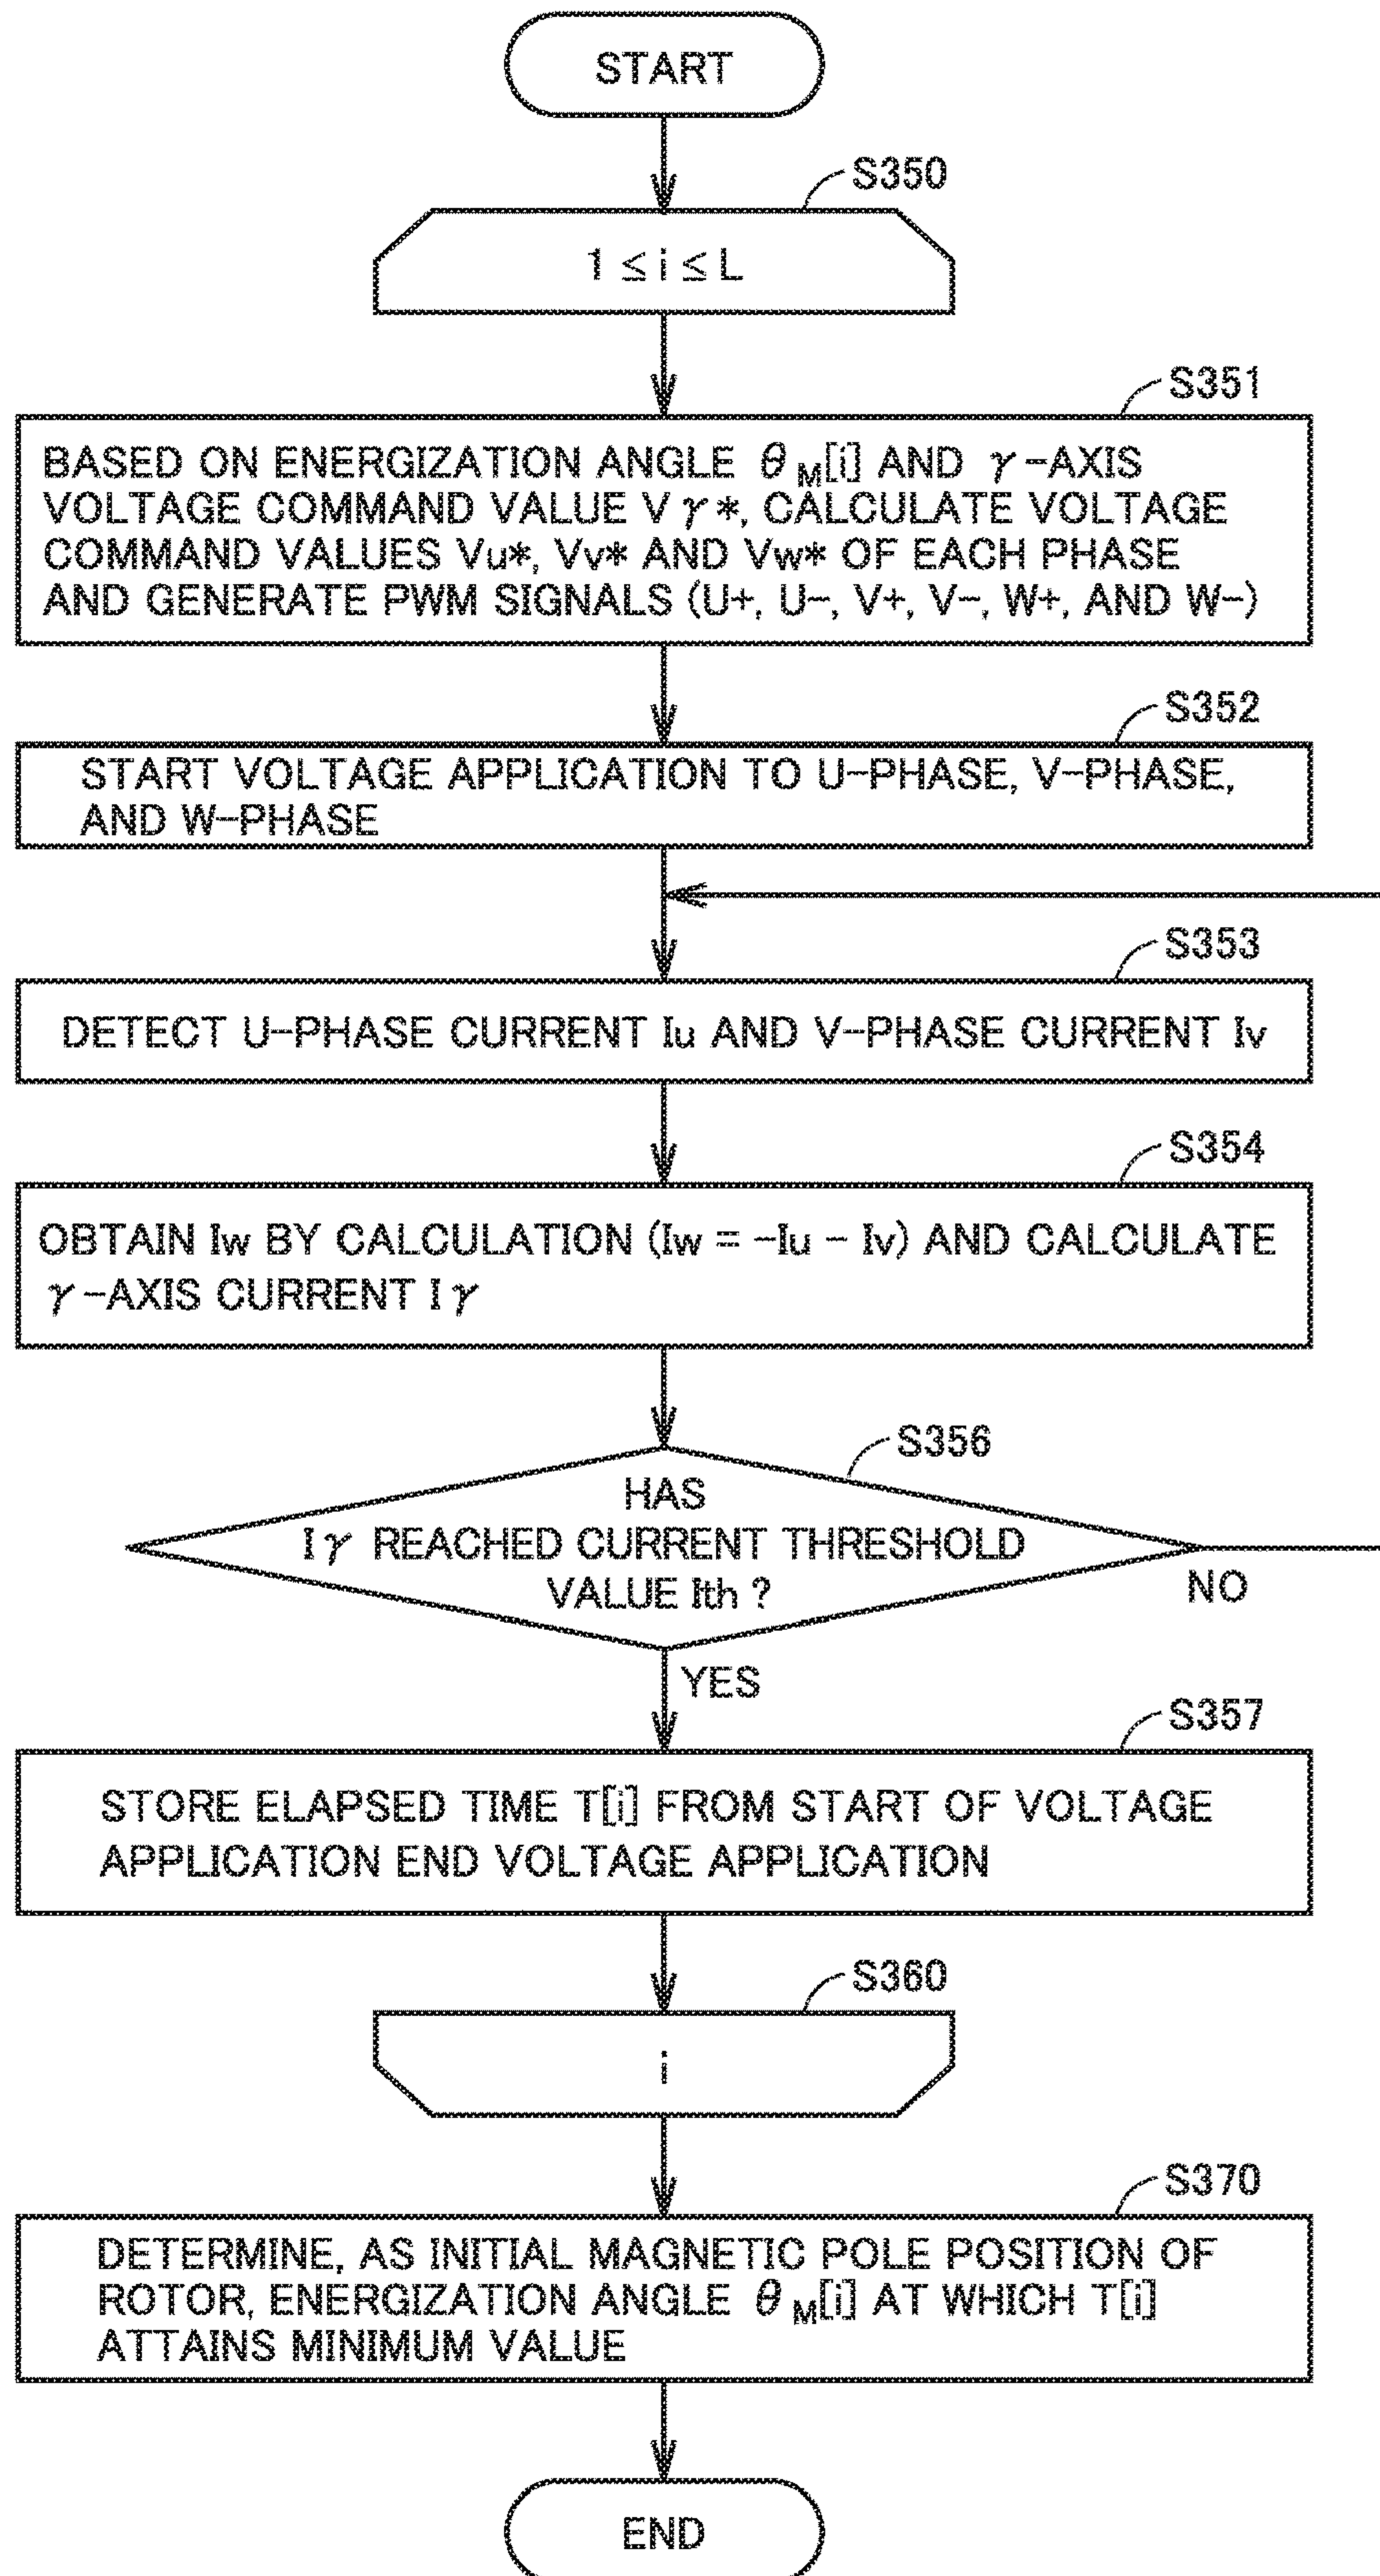 START
S350
1 ≤ i ≤ L
S351
BASED ON ENERGIZATION ANGLE θM[i] AND γ-AXIS
VOLTAGE COMMAND VALUE Vγ*, CALCULATE VOLTAGE
COMMAND VALUES Vu*, Vv* AND Vw* OF EACH PHASE
AND GENERATE PWM SIGNALS (U+, U-, V+, V-, W+, AND W-)
S352
START VOLTAGE APPLICATION TO U-PHASE, V-PHASE,
AND W-PHASE
S353
DETECT U-PHASE CURRENT Iu AND V-PHASE CURRENT Iv
S354
OBTAIN Iw BY CALCULATION (Iw = -Iu - Iv) AND CALCULATE
γ-AXIS CURRENT Iγ
S356
HAS
Iγ REACHED CURRENT THRESHOLD
VALUE Ith ?
NO
YES
S357
STORE ELAPSED TIME T[i] FROM START OF VOLTAGE
APPLICATION END VOLTAGE APPLICATION
S360
i
S370
DETERMINE, AS INITIAL MAGNETIC POLE POSITION OF
ROTOR, ENERGIZATION ANGLE θM[i] AT WHICH T[i]
ATTAINS MINIMUM VALUE
END